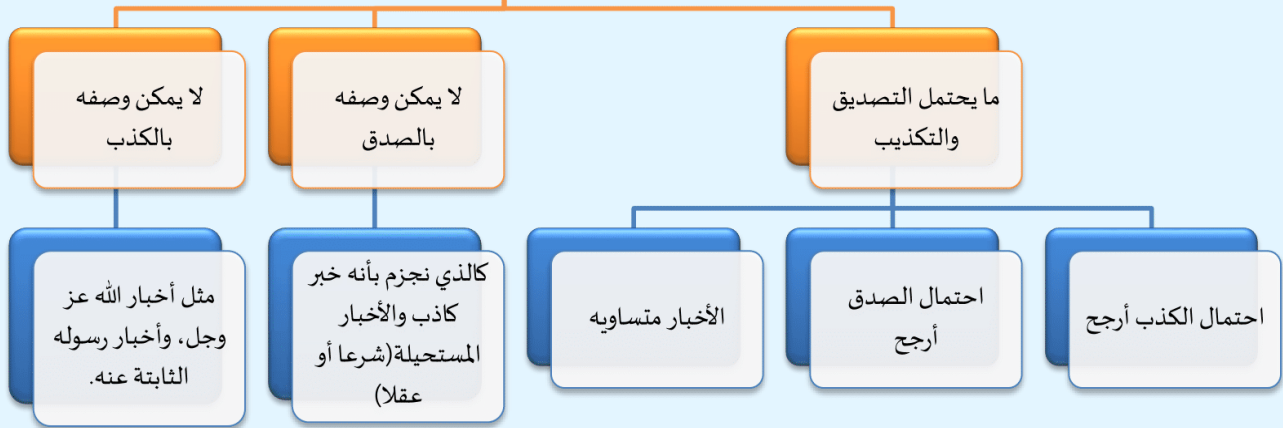 ما يحتمل التصديق
والتكذيب
لا يمكن وصفه
بالصدق
لا يمكن وصفه
بالكذب
احتمال الكذب أرجح
احتمال الصدق
أرجح
الأخبار متساويه
كالذي نجزم بأنه خبر
كاذب والأخبار
المستحيلة(شرعا أو
عقلا)
مثل أخبار الله عز
وجل، وأخبار رسوله
الثابتة عنه.